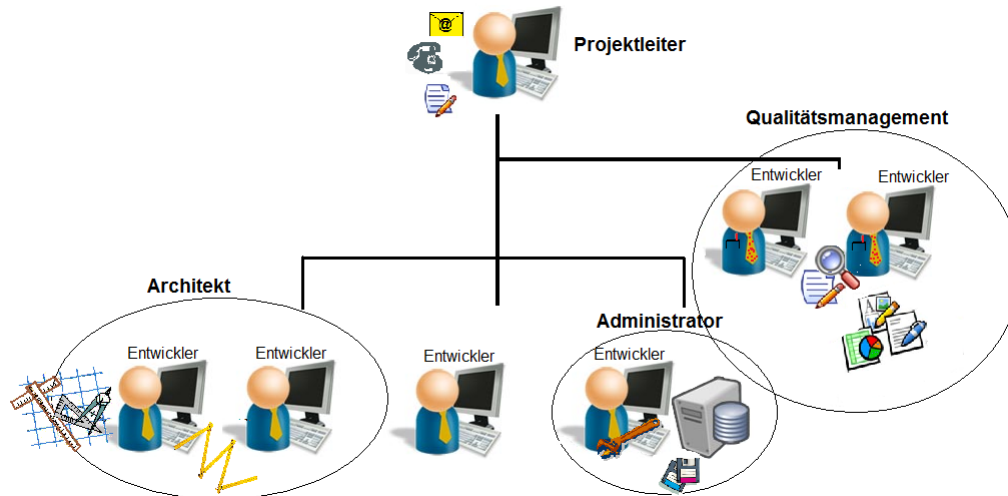 @
Projektleiter
Qualitätsmanagement
Entwickler
Entwickler
Architekt
Administrator
Entwickler
Entwickler
Entwickler
Entwickler